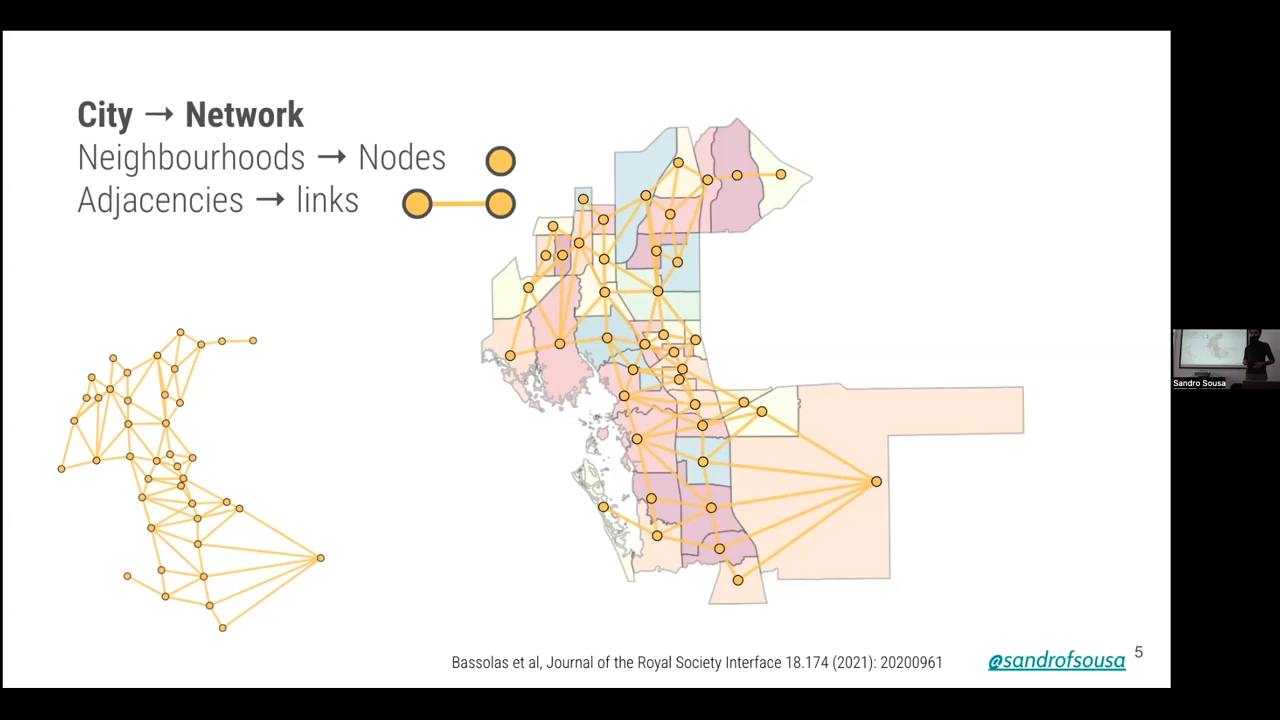 City → Network
Neighbourhoods → Nodes
Adjacencies → links
Bassolas et al, Journal of the Royal Society Interface 18.174 (2021): 20200961
@sandrofsousa
5
Sandro Sousa